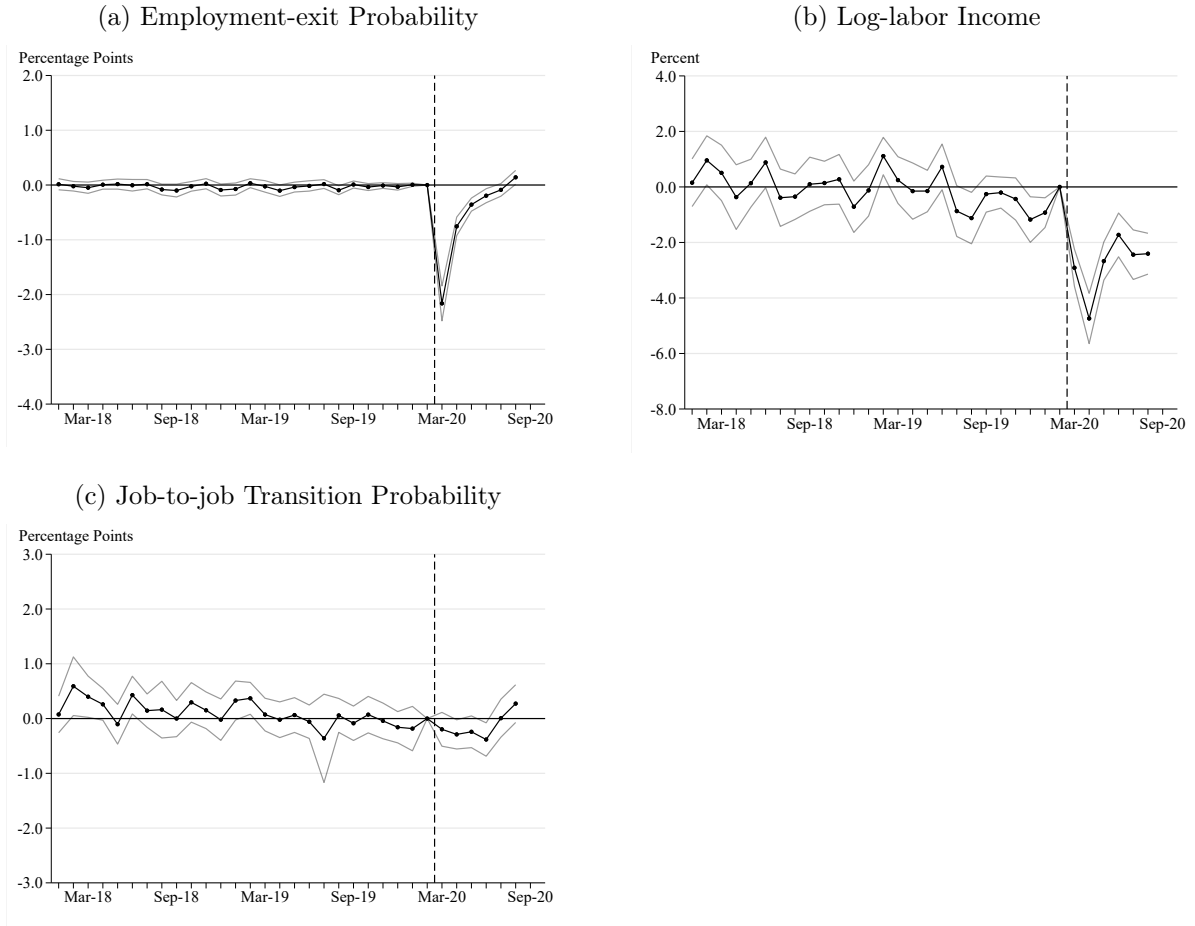 (a) Employment-exit Probability
Percentage Points
2.0
1.0
0.0
-1.0
-2.0
-3.0
-4.0
Mar-18 Sep-18 Mar-19 Sep-19 Mar-20 Sep-20
(b) Log-labor Income
Percent
4.0
2.0
0.0
-2.0
-4.0
-6.0
-8.0
Mar-18 Sep-18 Mar-19 Sep-19 Mar-20 Sep-20
(c) Job-to-job Transition Probability
Percentage Points
3.0
2.0
1.0
0.0
-1.0
-2.0
-3.0
Mar-18 Sep-18 Mar-19 Sep-19 Mar-20 Sep-20